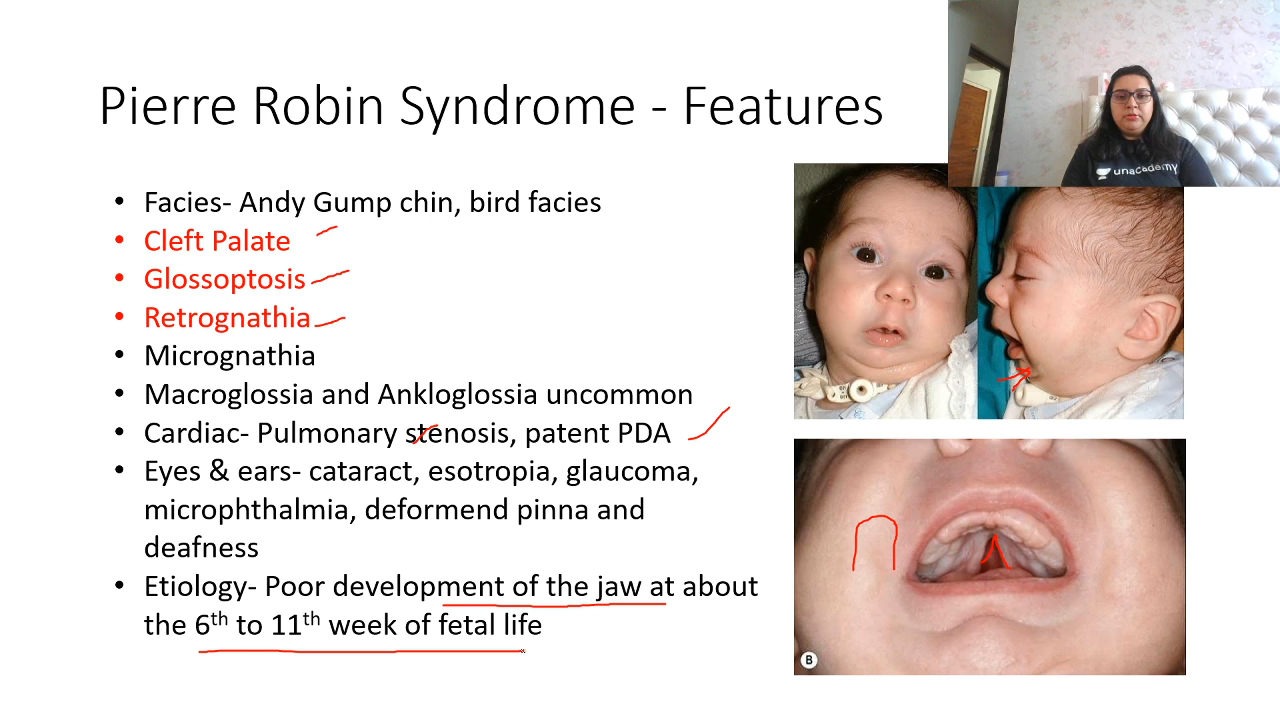 Pierre Robin Syndrome - Features
unacademy
• Facies- Andy Gump chin, bird facies
• Cleft Palate
• Glossoptosis
• Retrognathia
• Micrognathia
• Macroglossia and Ankloglossia uncommon
• Cardiac- Pulmonary stenosis, patent PDA
• Eyes & ears- cataract, esotropia, glaucoma,
microphthalmia, deformend pinna and
deafness
• Etiology- Poor development of the jaw at about
the 6th to 11th week of fetal life
B